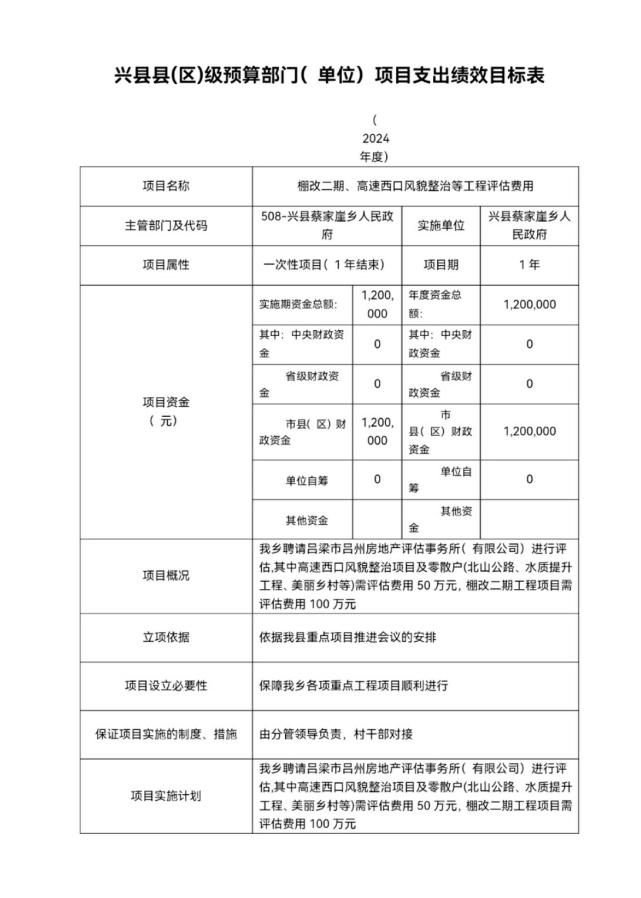 兴县县(区)级预算部门( 单位) 项目支出绩效目标表
(
2024
年度)
项目名称
棚改二期、高速西口风貌整治等工程评估费用
主管部门及代码
508-兴县蔡家崖乡人民政
府
实施单位
兴县蔡家崖乡人
民政府
项目属性
一次性项目( 1 年结束)
项目期
1 年
项目资金
( 元)
实施期资金总额:
1,200,
000
年度资金总
额:
1,200,000
其中: 中央财政资
金
0
其中: 中央财
政资金
0
省级财政资
金
0
省级财
政资金
0
市县( 区) 财
政资金
1,200,
000
市
县( 区) 财政
资金
1,200,000
单位自筹
0
单位自
筹
0
其他资金
其他资
金
项目概况
我乡聘请吕梁市吕州房地产评估事务所( 有限公司) 进行评
估,其中高速西口风貌整治项目及零散户(北山公路、水质提升
工程、美丽乡村等)需评估费用 50 万元, 棚改二期工程项目需
评估费用 100 万元
立项依据
依据我县重点项目推进会议的安排
项目设立必要性
保障我乡各项重点工程项目顺利进行
保证项目实施的制度、措施
由分管领导负责，村干部对接
项目实施计划
我乡聘请吕梁市吕州房地产评估事务所( 有限公司) 进行评
估,其中高速西口风貌整治项目及零散户(北山公路、水质提升
工程、美丽乡村等)需评估费用 50 万元, 棚改二期工程项目需
评估费用 100 万元